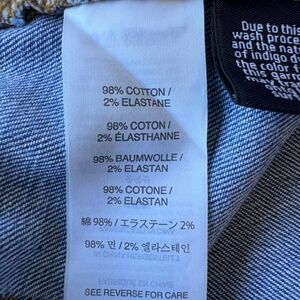 98% COTTON /
2% ELASTANE
98% COTON /
2% ÉLASTHANNE
98% BAUMWOLLE /
2% ELASTAN
98% COTONE /
2% ELASTAN
綿 98% / エラステーン 2%
98% 면 / 2% 엘라스테인
SEE REVERSE FOR CARE
Due to this
wash proce
and the na
of indigo d
the color
this garm